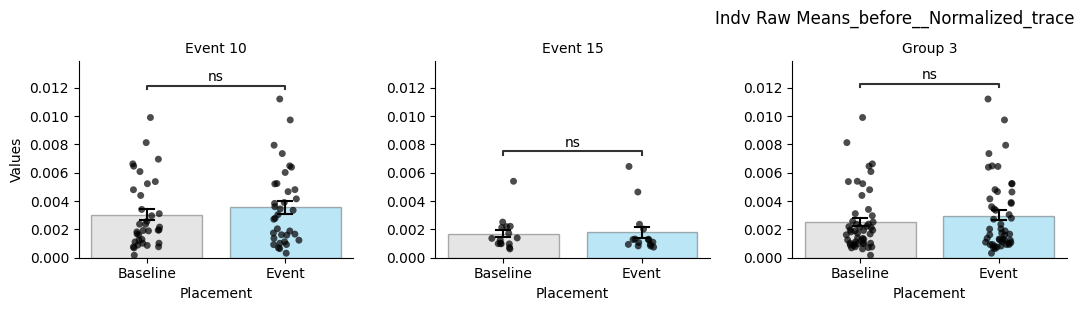 Indv Raw Means_before__Normalized_trace
Event 10
Event 15
Group 3
ns
ns
ns
0.012
0.010
0.008
0.006
0.004
0.002
0.000
Values
Baseline
Event
Placement
0.012
0.010
0.008
0.006
0.004
0.002
0.000
Baseline
Event
Placement
0.012
0.010
0.008
0.006
0.004
0.002
0.000
Baseline
Event
Placement